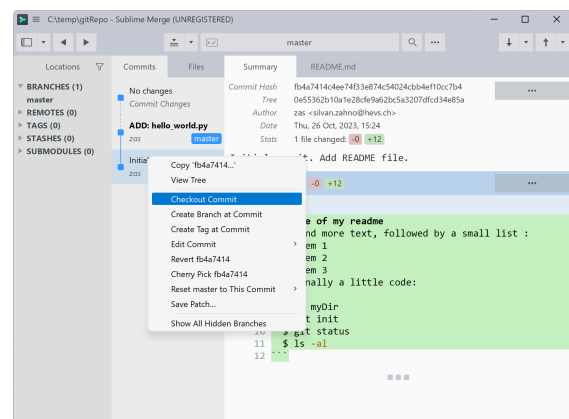 C:\temp\gitRepo - Sublime Merge (UNREGISTERED)
master
Locations
Commits
Files
Summary
README.md
BRANCHES (1)
master
REMOTES (0)
TAGS (0)
STASHES (0)
SUBMODULES (0)
No changes
Commit Changes
ADD: hello_world.py
zas
master
Initia
zas
Commit Hash fb4a7414c4ee74f33e874c54024cbb4ef10cc7b4
Tree 0e55362b10a1e28cfe9a62bc5a3207dfcd34e85a
Author zas <silvan.zahno@hevs.ch>
Date Thu, 26 Oct, 2023, 15:24
Stats 1 file changed: -0 +12
it. Add README file.
-0 +12
Copy 'fb4a7414...'
View Tree
Checkout Commit
Create Branch at Commit
Create Tag at Commit
Edit Commit
Revert fb4a7414
Cherry Pick fb4a7414
Reset master to This Commit
Save Patch...
Show All Hidden Branches
e of my readme
nd more text, followed by a small list :
em 1
em 2
em 3
nally a little code:
myDir
t init
10 $ git status
11 $ ls -al
12 ```